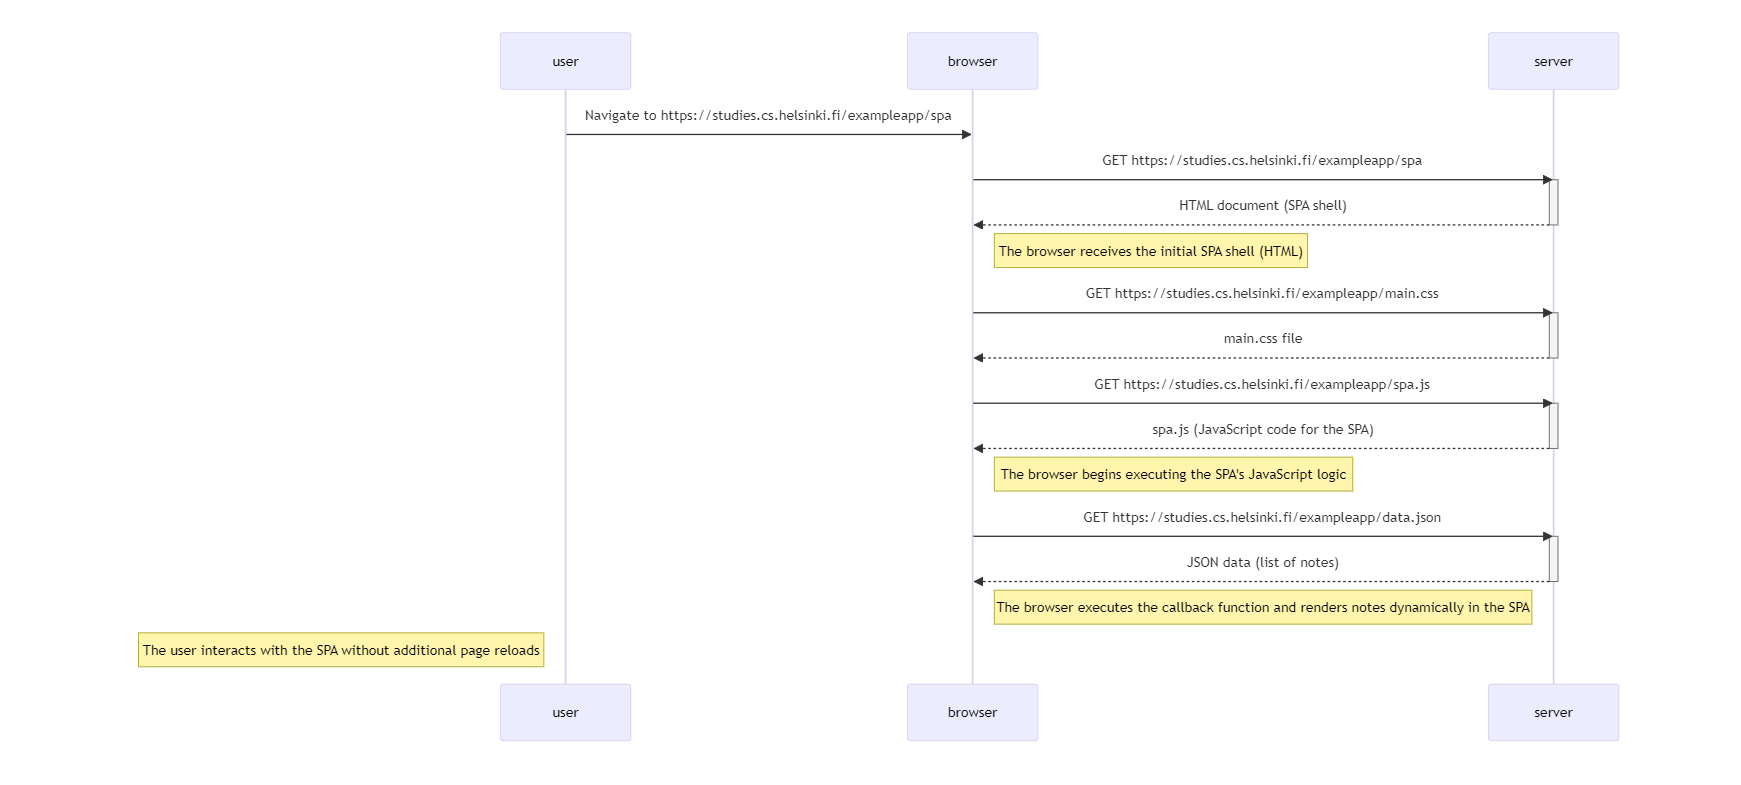 user
browser
server
Navigate to https://studies.cs.helsinki.fi/exampleapp/spa
GET https://studies.cs.helsinki.fi/exampleapp/spa
HTML document (SPA shell)
The browser receives the initial SPA shell (HTML)
GET https://studies.cs.helsinki.fi/exampleapp/main.css
main.css file
GET https://studies.cs.helsinki.fi/exampleapp/spa.js
spa.js (JavaScript code for the SPA)
The browser begins executing the SPA's JavaScript logic
GET https://studies.cs.helsinki.fi/exampleapp/data.json
JSON data (list of notes)
The browser executes the callback function and renders notes dynamically in the SPA
The user interacts with the SPA without additional page reloads
user
browser
server